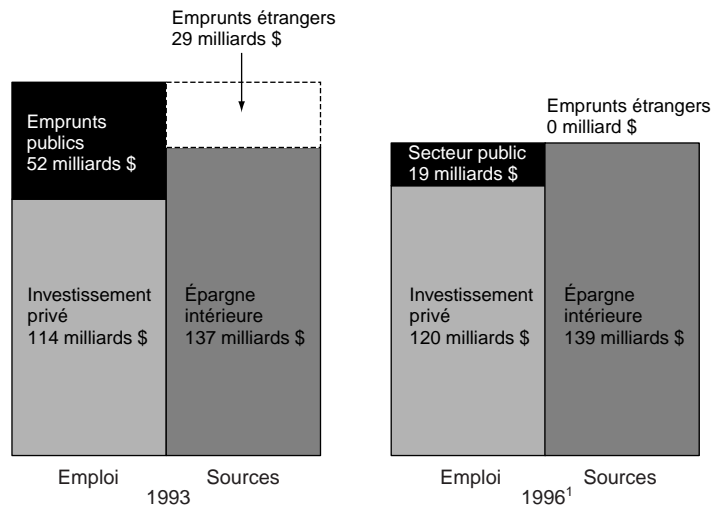 Emprunts étrangers
29 milliards $
Emprunts
publics
52 milliards $
Investissement
privé
114 milliards $
Épargne
intérieure
137 milliards $
Emploi
Sources
1993
Emprunts étrangers
0 milliard $
Secteur public
19 milliards $
Investissement
privé
120 milliards $
Épargne
intérieure
139 milliards $
Emploi
Sources
1996¹